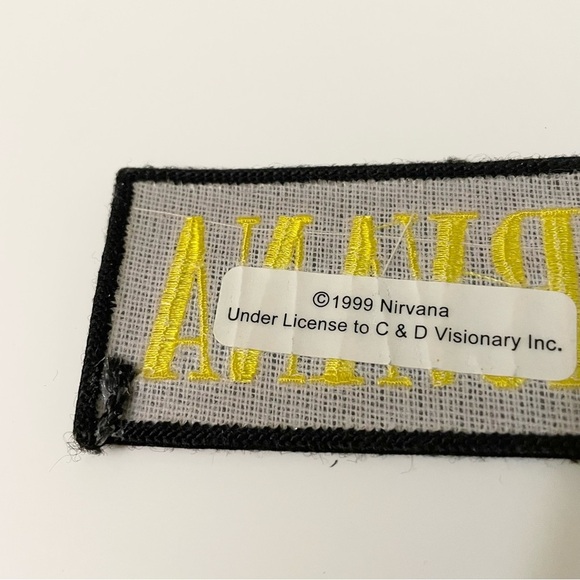 ©1999 Nirvana
Under License to C & D Visionary Inc.